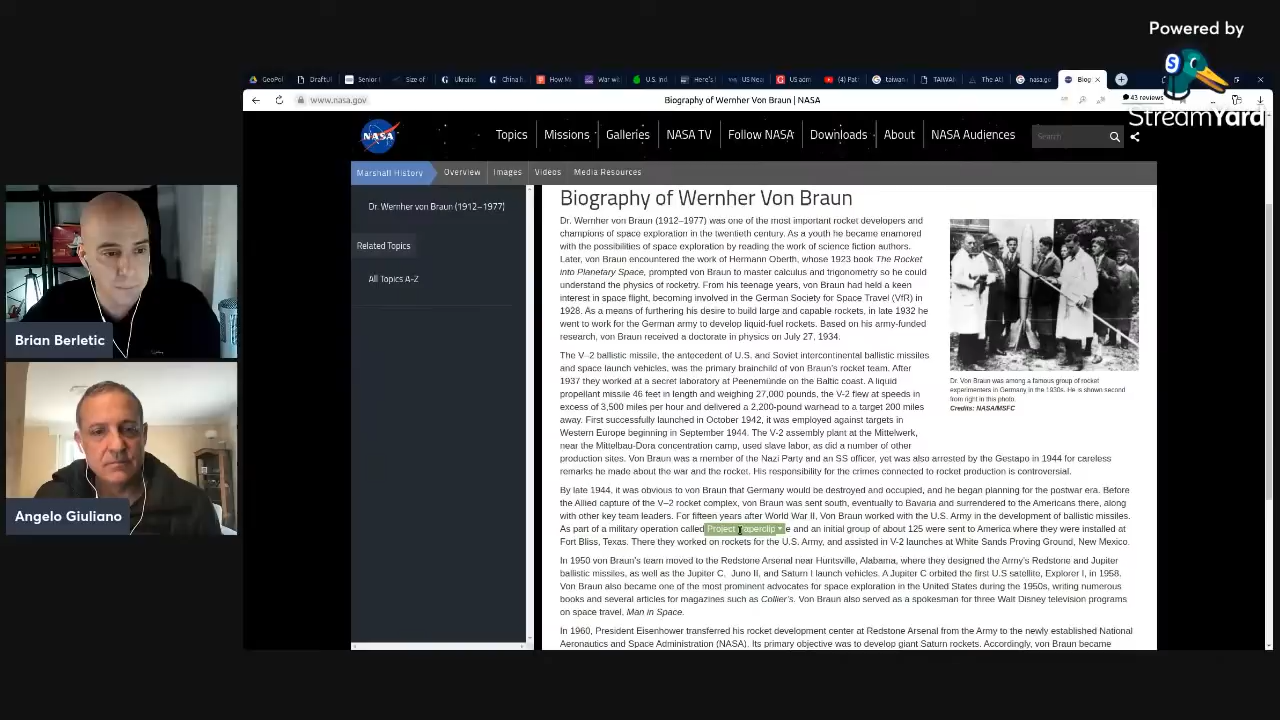 Powered by
StreamYard
GeoPol
Draftul
Senior
Size of
Ukrain
China
How M
War wi
U.S. Ind
Here's
US Nea
US adm
(4) Pat
taiwan
TAIWA
The At
nasa.g
Biog
www.nasa.gov
Biography of Wernher Von Braun | NASA
43 reviews
NASA
Topics
Missions
Galleries
NASA TV
Follow NASA
Downloads
About
NASA Audiences
Search
Marshall History
Overview
Images
Videos
Media Resources
Dr. Wernher von Braun (1912–1977)
Related Topics
All Topics A-Z
Biography of Wernher Von Braun
Dr. Wernher von Braun (1912–1977) was one of the most important rocket developers and
champions of space exploration in the twentieth century. As a youth he became enamored
with the possibilities of space exploration by reading the work of science fiction authors.
Later, von Braun encountered the work of Hermann Oberth, whose 1923 book The Rocket
into Planetary Space, prompted von Braun to master calculus and trigonometry so he could
understand the physics of rocketry. From his teenage years, von Braun had held a keen
interest in space flight, becoming involved in the German Society for Space Travel (VfR) in
1928. As a means of furthering his desire to build large and capable rockets, in late 1932 he
went to work for the German army to develop liquid-fuel rockets. Based on his army-funded
research, von Braun received a doctorate in physics on July 27, 1934.
Dr. Von Braun was among a famous group of rocket
experimenters in Germany in the 1930s. He is shown second
from right in this photo.
Credits: NASA/MSFC
The V–2 ballistic missile, the antecedent of U.S. and Soviet intercontinental ballistic missiles
and space launch vehicles, was the primary brainchild of von Braun's rocket team. After
1937 they worked at a secret laboratory at Peenemünde on the Baltic coast. A liquid
propellant missile 46 feet in length and weighing 27,000 pounds, the V-2 flew at speeds in
excess of 3,500 miles per hour and delivered a 2,200-pound warhead to a target 200 miles
away. First successfully launched in October 1942, it was employed against targets in
Western Europe beginning in September 1944. The V-2 assembly plant at the Mittelwerk,
near the Mittelbau-Dora concentration camp, used slave labor, as did a number of other
production sites. Von Braun was a member of the Nazi Party and an SS officer, yet was also arrested by the Gestapo in 1944 for careless
remarks he made about the war and the rocket. His responsibility for the crimes connected to rocket production is controversial.
By late 1944, it was obvious to von Braun that Germany would be destroyed and occupied, and he began planning for the postwar era. Before
the Allied capture of the V–2 rocket complex, von Braun was sent south, eventually to Bavaria and surrendered to the Americans there, along
with other key team leaders. For fifteen years after World War II, Von Braun worked with the U.S. Army in the development of ballistic missiles.
As part of a military operation called Project Paperclip e and an initial group of about 125 were sent to America where they were installed at
Fort Bliss, Texas. There they worked on rockets for the U.S. Army, and assisted in V-2 launches at White Sands Proving Ground, New Mexico.
In 1950 von Braun's team moved to the Redstone Arsenal near Huntsville, Alabama, where they designed the Army's Redstone and Jupiter
ballistic missiles, as well as the Jupiter C, Juno II, and Saturn I launch vehicles. A Jupiter C orbited the first U.S satellite, Explorer I, in 1958.
Von Braun also became one of the most prominent advocates for space exploration in the United States during the 1950s, writing numerous
books and several articles for magazines such as Collier's. Von Braun also served as a spokesman for three Walt Disney television programs
on space travel, Man in Space.
In 1960, President Eisenhower transferred his rocket development center at Redstone Arsenal from the Army to the newly established National
Aeronautics and Space Administration (NASA). Its primary objective was to develop giant Saturn rockets. Accordingly, von Braun became
Brian Berletic
Angelo Giuliano